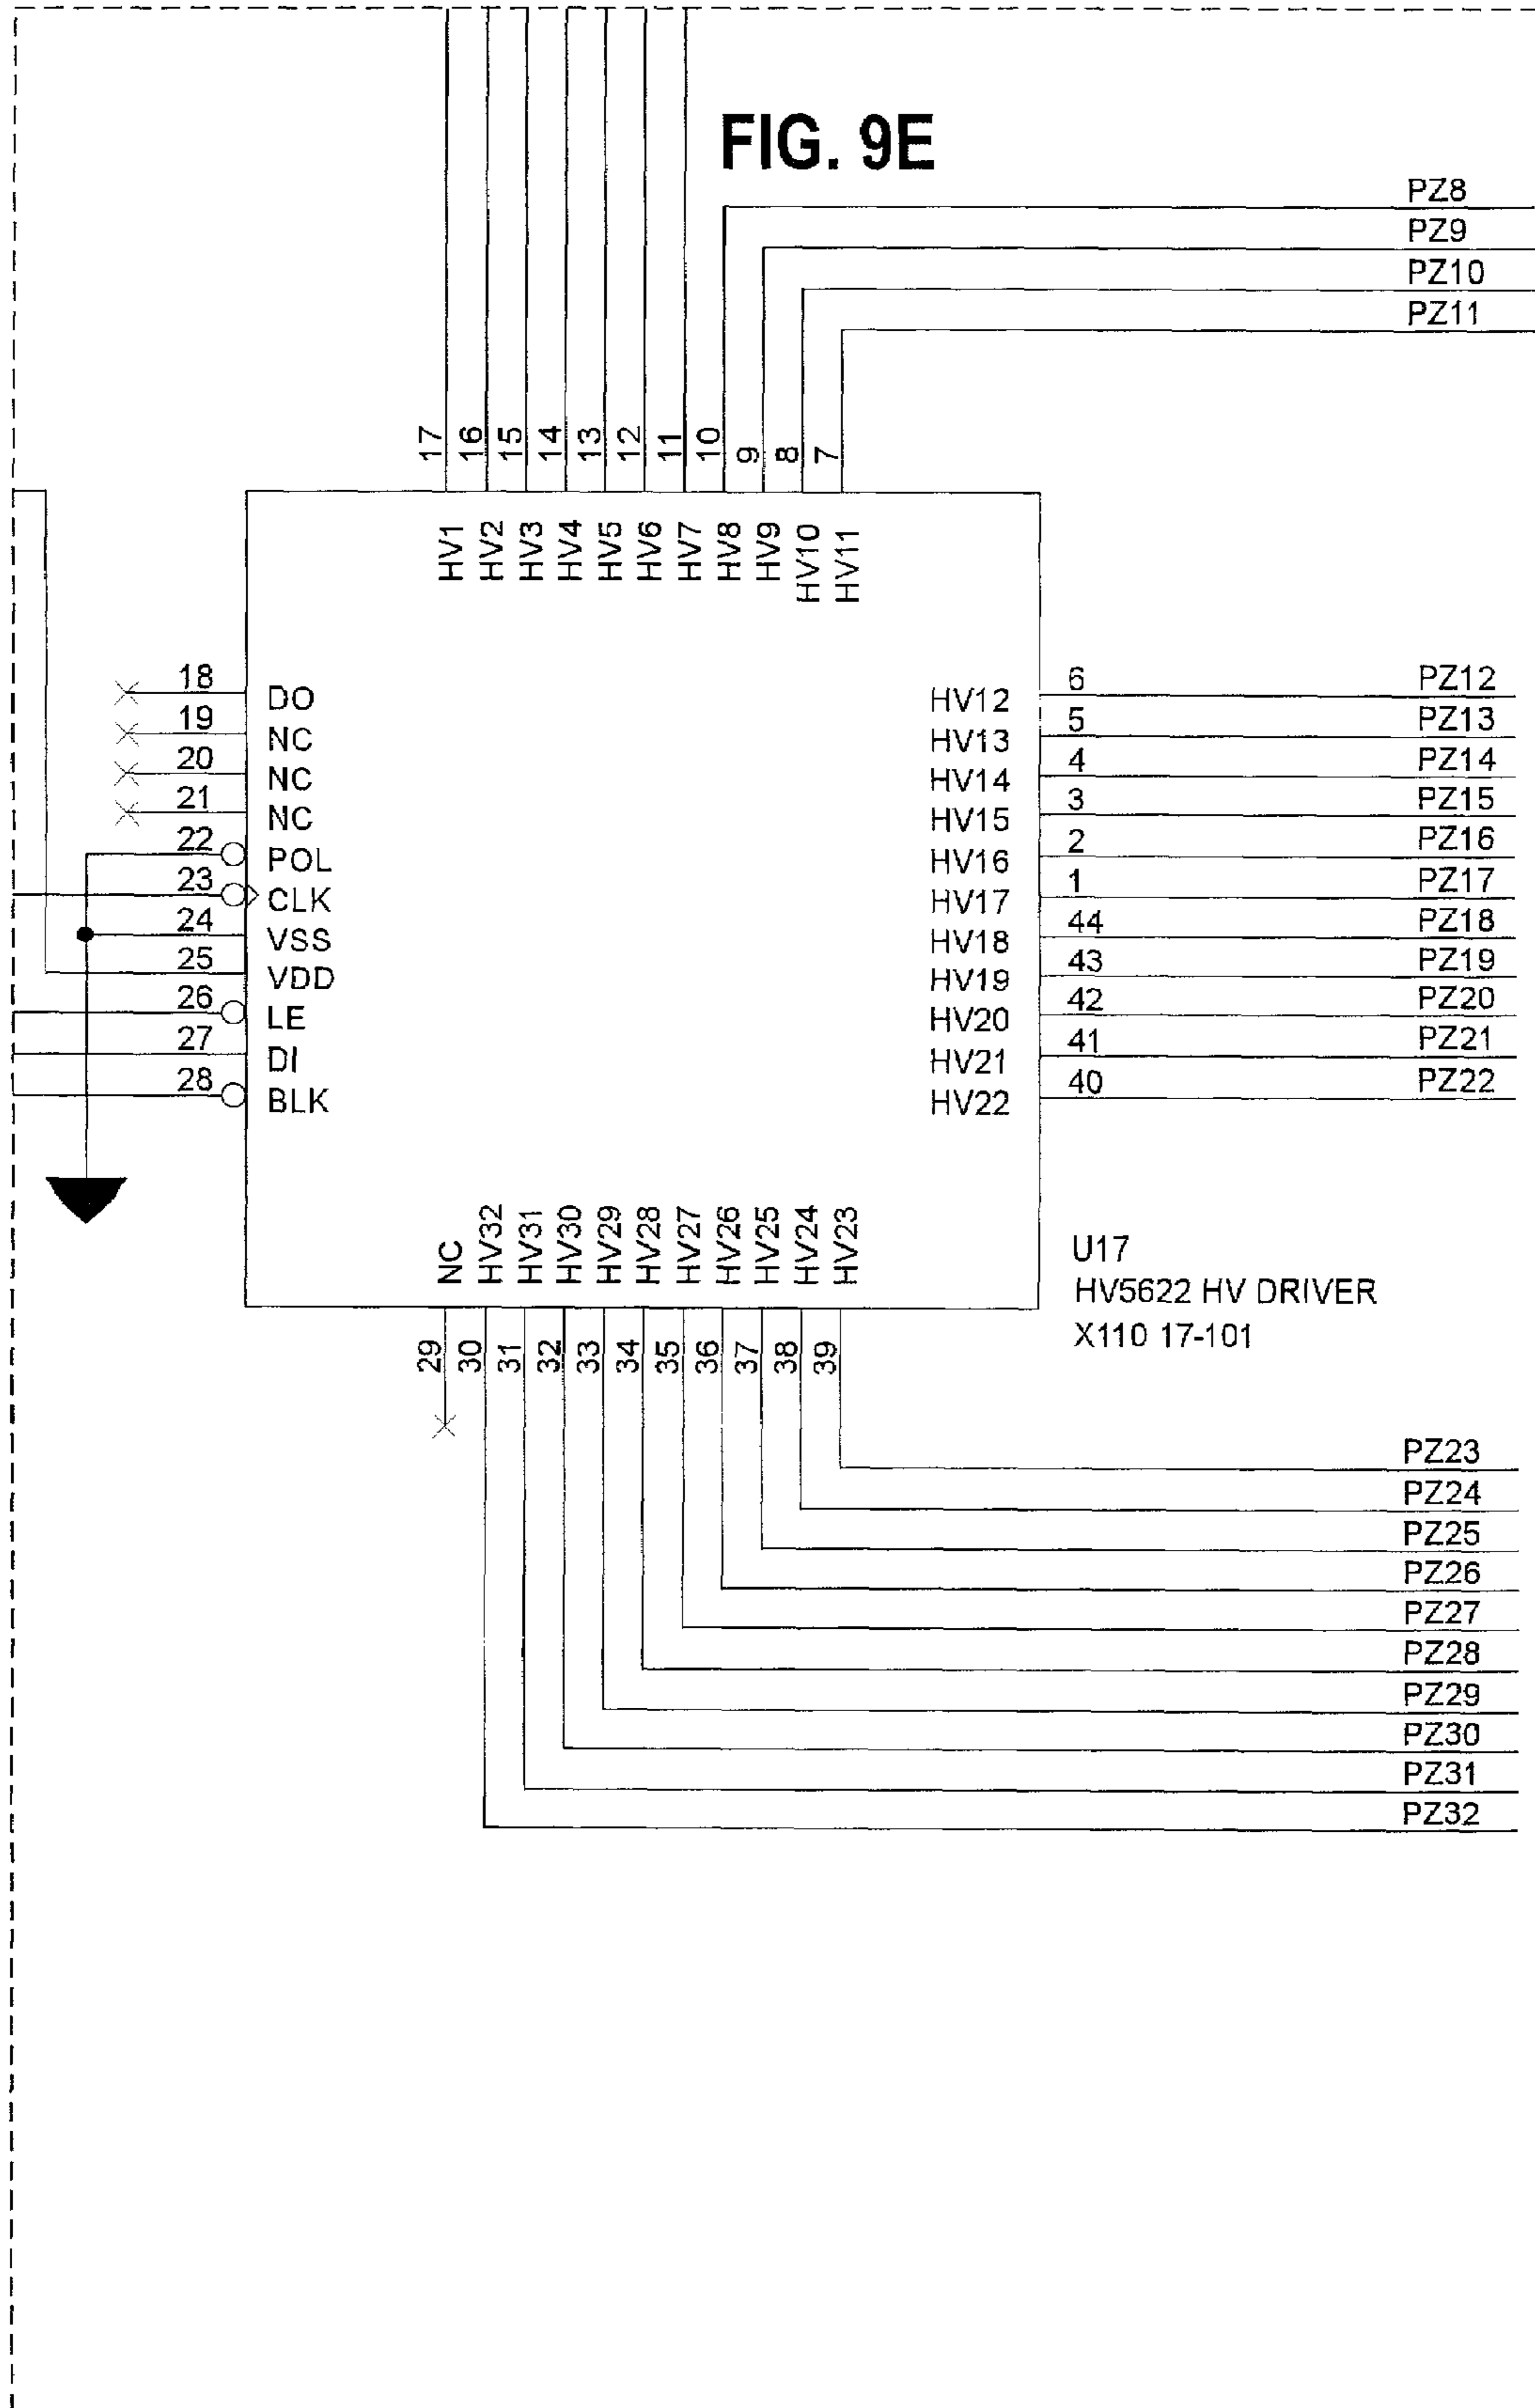 FIG. 9E
PZ8
PZ9
PZ10
PZ11
17 16 15 14 13 12 11 10 9 8 7
HV1 HV2 HV3 HV4 HV5 HV6 HV7 HV8 HV9 HV10 HV11
18 DO
19 NC
20 NC
21 NC
22 POL
23 CLK
24 VSS
25 VDD
26 LE
27 DI
28 BLK
HV12 6 PZ12
HV13 5 PZ13
HV14 4 PZ14
HV15 3 PZ15
HV16 2 PZ16
HV17 1 PZ17
HV18 44 PZ18
HV19 43 PZ19
HV20 42 PZ20
HV21 41 PZ21
HV22 40 PZ22
NC HV32 HV31 HV30 HV29 HV28 HV27 HV26 HV25 HV24 HV23
29 30 31 32 33 34 35 36 37 38 39
U17
HV5622 HV DRIVER
X110 17-101
PZ23
PZ24
PZ25
PZ26
PZ27
PZ28
PZ29
PZ30
PZ31
PZ32